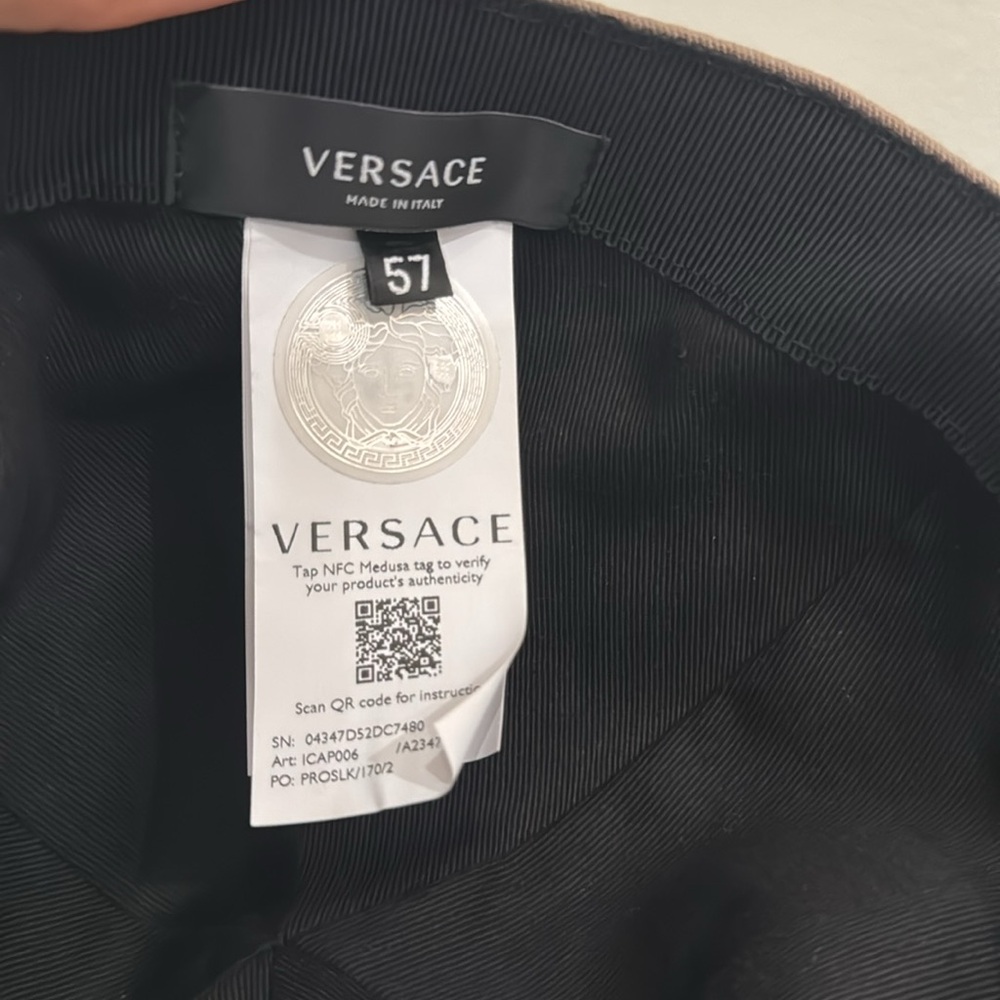 VERSACE
MADE IN ITALY
57
VERSACE
Tap NFC Medusa tag to verify
your product's authenticity
Scan QR code for
SN: 04347D52DC7480
Art: ICAP006 /A2347
PO: PROSLK/170/2